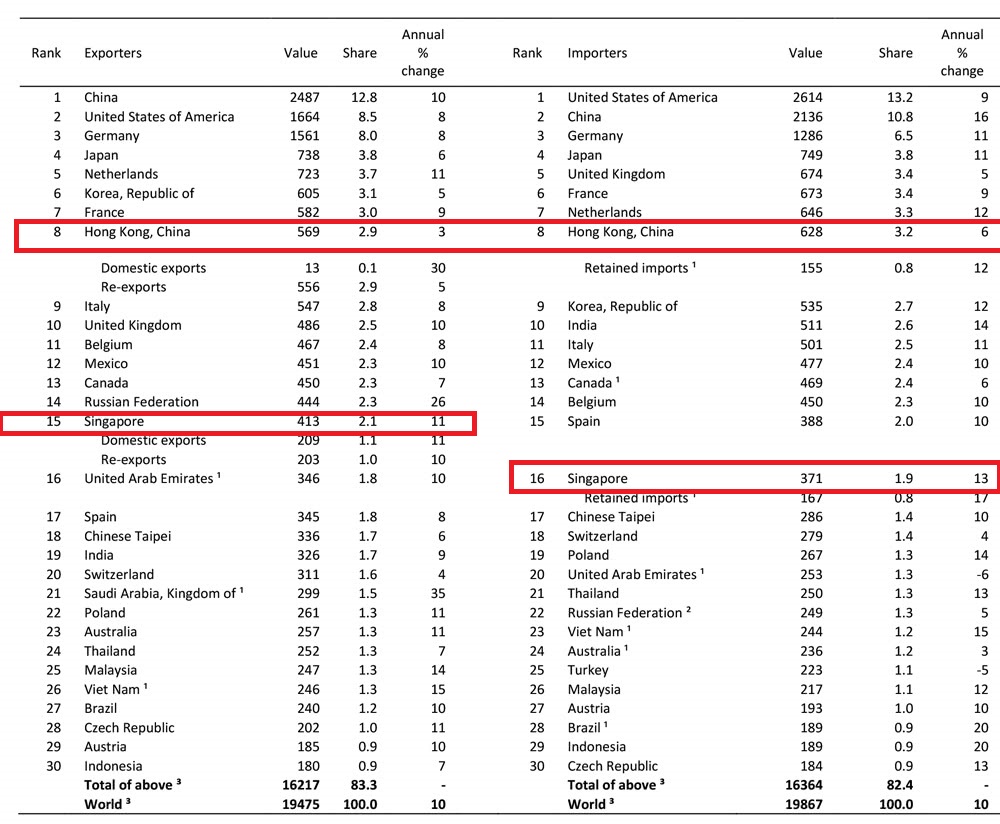 Annual Annual
Rank Exporters Value Share % Rank Importers Value Share %
change change
1 China 2487 12.8 10 1 United States of America 2614 13.2 9
2 United States of America 1664 8.5 8 2 China 2136 10.8 16
3 Germany 1561 8.0 8 3 Germany 1286 6.5 11
4 Japan 738 3.8 6 4 Japan 749 3.8 11
5 Netherlands 723 3.7 11 5 United Kingdom 674 3.4 5
6 Korea, Republic of 605 3.1 5 6 France 673 3.4 9
7 France 582 3.0 9 7 Netherlands 646 3.3 12
8 Hong Kong, China 569 2.9 3 8 Hong Kong, China 628 3.2 6
Domestic exports 13 0.1 30 Retained imports ¹ 155 0.8 12
Re-exports 556 2.9 5
9 Italy 547 2.8 8 9 Korea, Republic of 535 2.7 12
10 United Kingdom 486 2.5 10 10 India 511 2.6 14
11 Belgium 467 2.4 8 11 Italy 501 2.5 11
12 Mexico 451 2.3 10 12 Mexico 477 2.4 10
13 Canada 450 2.3 7 13 Canada ¹ 469 2.4 6
14 Russian Federation 444 2.3 26 14 Belgium 450 2.3 10
15 Singapore 413 2.1 11 15 Spain 388 2.0 10
Domestic exports 209 1.1 11
Re-exports 203 1.0 10
16 United Arab Emirates ¹ 346 1.8 10 16 Singapore 371 1.9 13
Retained imports ¹ 167 0.8 17
17 Spain 345 1.8 8 17 Chinese Taipei 286 1.4 10
18 Chinese Taipei 336 1.7 6 18 Switzerland 279 1.4 4
19 India 326 1.7 9 19 Poland 267 1.3 14
20 Switzerland 311 1.6 4 20 United Arab Emirates ¹ 253 1.3 -6
21 Saudi Arabia, Kingdom of ¹ 299 1.5 35 21 Thailand 250 1.3 13
22 Poland 261 1.3 11 22 Russian Federation ² 249 1.3 5
23 Australia 257 1.3 11 23 Viet Nam ¹ 244 1.2 15
24 Thailand 252 1.3 7 24 Australia ¹ 236 1.2 3
25 Malaysia 247 1.3 14 25 Turkey 223 1.1 -5
26 Viet Nam ¹ 246 1.3 15 26 Malaysia 217 1.1 12
27 Brazil 240 1.2 10 27 Austria 193 1.0 10
28 Czech Republic 202 1.0 11 28 Brazil ¹ 189 0.9 20
29 Austria 185 0.9 10 29 Indonesia 189 0.9 20
30 Indonesia 180 0.9 7 30 Czech Republic 184 0.9 13
Total of above ³ 16217 83.3 - Total of above ³ 16364 82.4 -
World ³ 19475 100.0 10 World ³ 19867 100.0 10